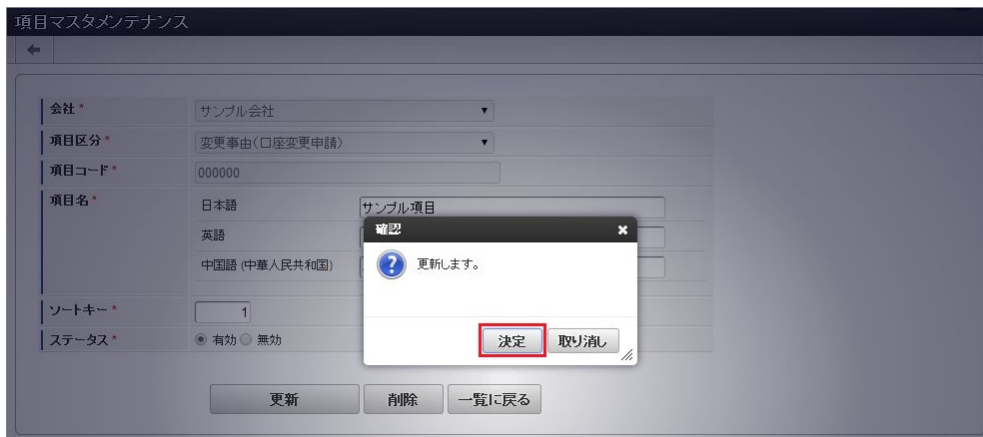 項目マスタメンテナンス
会社*
サンプル会社
項目区分*
変更事由(口座変更申請)
項目コード*
000000
項目名*
日本語
サンプル項目
英語
中国語 (中華人民共和国)
確認
更新します。
決定
取り消し
ソートキー*
1
ステータス*
有効
無効
更新
削除
一覧に戻る